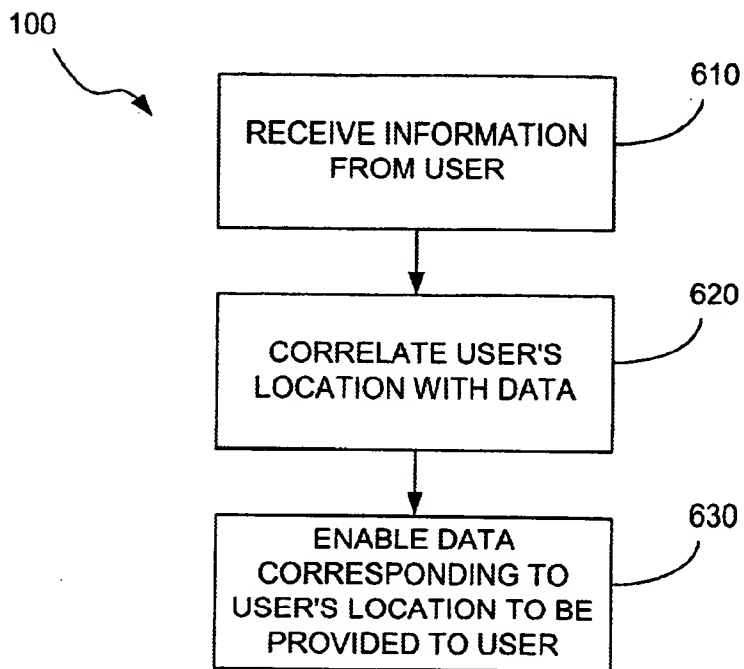 100
610
RECEIVE INFORMATION
FROM USER
620
CORRELATE USER'S
LOCATION WITH DATA
630
ENABLE DATA
CORRESPONDING TO
USER'S LOCATION TO BE
PROVIDED TO USER